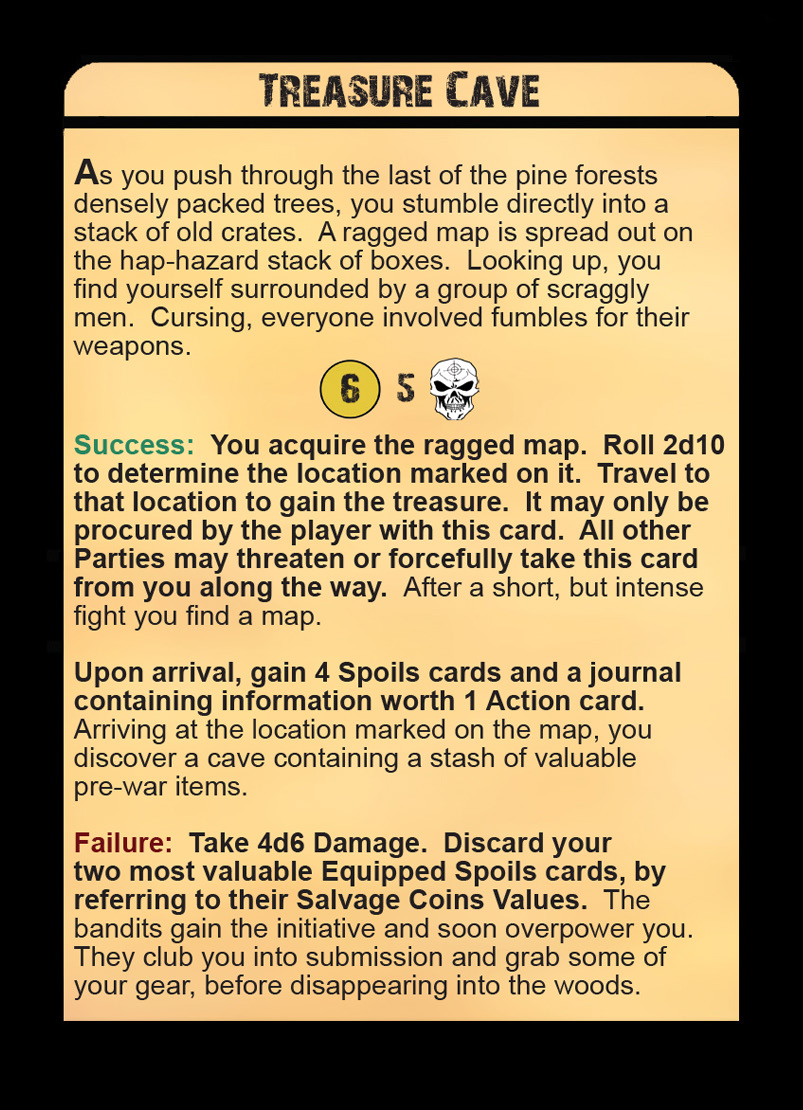 Treasure Cave
As you push through the last of the pine forests
densely packed trees, you stumble directly into a
stack of old crates.  A ragged map is spread out on
the hap-hazard stack of boxes.  Looking up, you
find yourself surrounded by a group of scraggly
men.  Cursing, everyone involved fumbles for their
weapons.
6 5
Success:  You acquire the ragged map.  Roll 2d10
to determine the location marked on it.  Travel to
that location to gain the treasure.  It may only be
procured by the player with this card.  All other
Parties may threaten or forcefully take this card
from you along the way.  After a short, but intense
fight you find a map.
Upon arrival, gain 4 Spoils cards and a journal
containing information worth 1 Action card.
Arriving at the location marked on the map, you
discover a cave containing a stash of valuable
pre-war items.
Failure:  Take 4d6 Damage.  Discard your
two most valuable Equipped Spoils cards, by
referring to their Salvage Coins Values.  The
bandits gain the initiative and soon overpower you.
They club you into submission and grab some of
your gear, before disappearing into the woods.